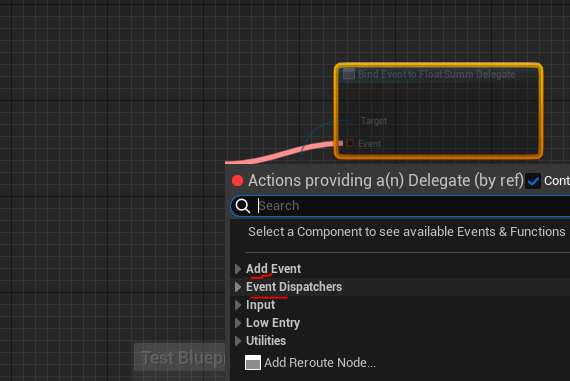 Bind Event to Float Summ Delegate
Target
Event
Actions providing a(n) Delegate (by ref)
Cont
Search
Select a Component to see available Events & Functions
Add Event
Event Dispatchers
Input
Low Entry
Utilities
Test Bluep
Add Reroute Node...